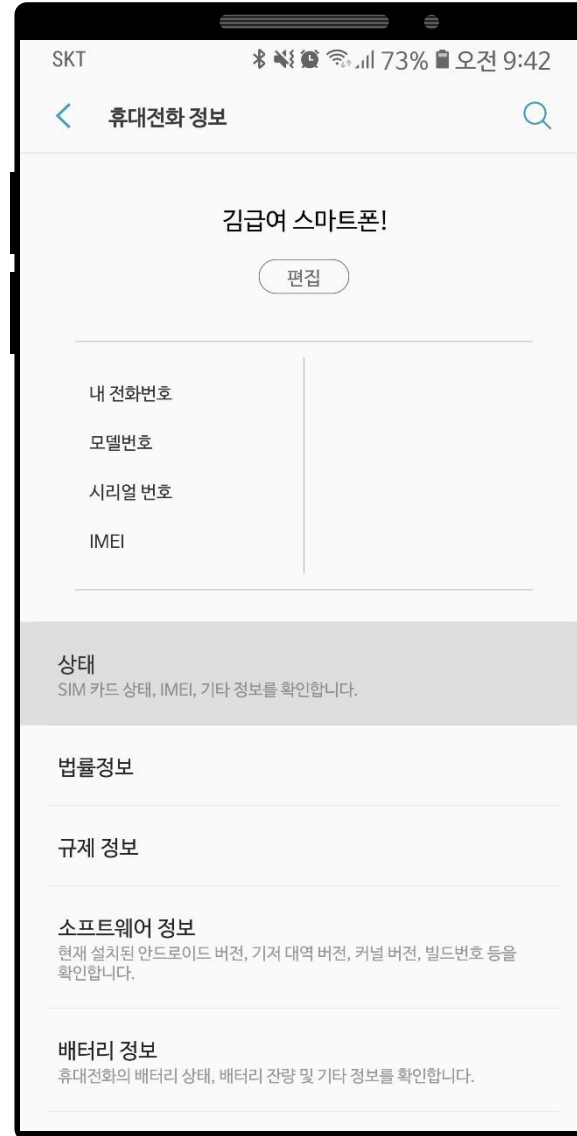 SKT 73% 오전 9:42
휴대전화 정보
김급여 스마트폰!
편집
내 전화번호
모델번호
시리얼 번호
IMEI
상태
SIM 카드 상태, IMEI, 기타 정보를 확인합니다.
법률정보
규제 정보
소프트웨어 정보
현재 설치된 안드로이드 버전, 기저 대역 버전, 커널 버전, 빌드번호 등을
확인합니다.
배터리 정보
휴대전화의 배터리 상태, 배터리 잔량 및 기타 정보를 확인합니다.